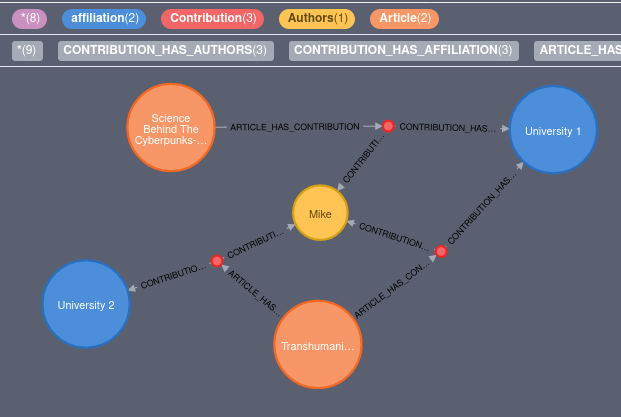 *(8) affiliation(2) Contribution(3) Authors(1) Article(2)
*(9) CONTRIBUTION_HAS_AUTHORS(3) CONTRIBUTION_HAS_AFFILIATION(3) ARTICLE_HAS
Science
Behind The
Cyberpunks-...
ARTICLE_HAS_CONTRIBUTION
CONTRIBUTION_HAS...
University 1
CONTRIBUTI...
CONTRIBUTION_HAS...
Mike
CONTRIBUTION...
CONTRIBUTI...
CONTRIBUTIO...
University 2
ARTICLE_HAS...
ARTICLE_HAS_CON...
Transhumani...